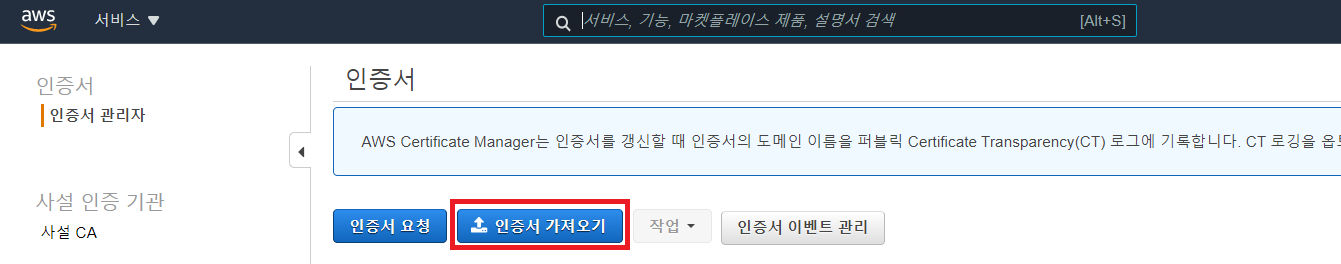 aws 서비스 ▼ 서비스, 기능, 마켓플레이스 제품, 설명서 검색 [Alt+S]
인증서
인증서 관리자
사설 인증 기관
사설 CA
인증서
AWS Certificate Manager는 인증서를 갱신할 때 인증서의 도메인 이름을 퍼블릭 Certificate Transparency(CT) 로그에 기록합니다. CT 로깅을
인증서 요청 인증서 가져오기 작업 인증서 이벤트 관리